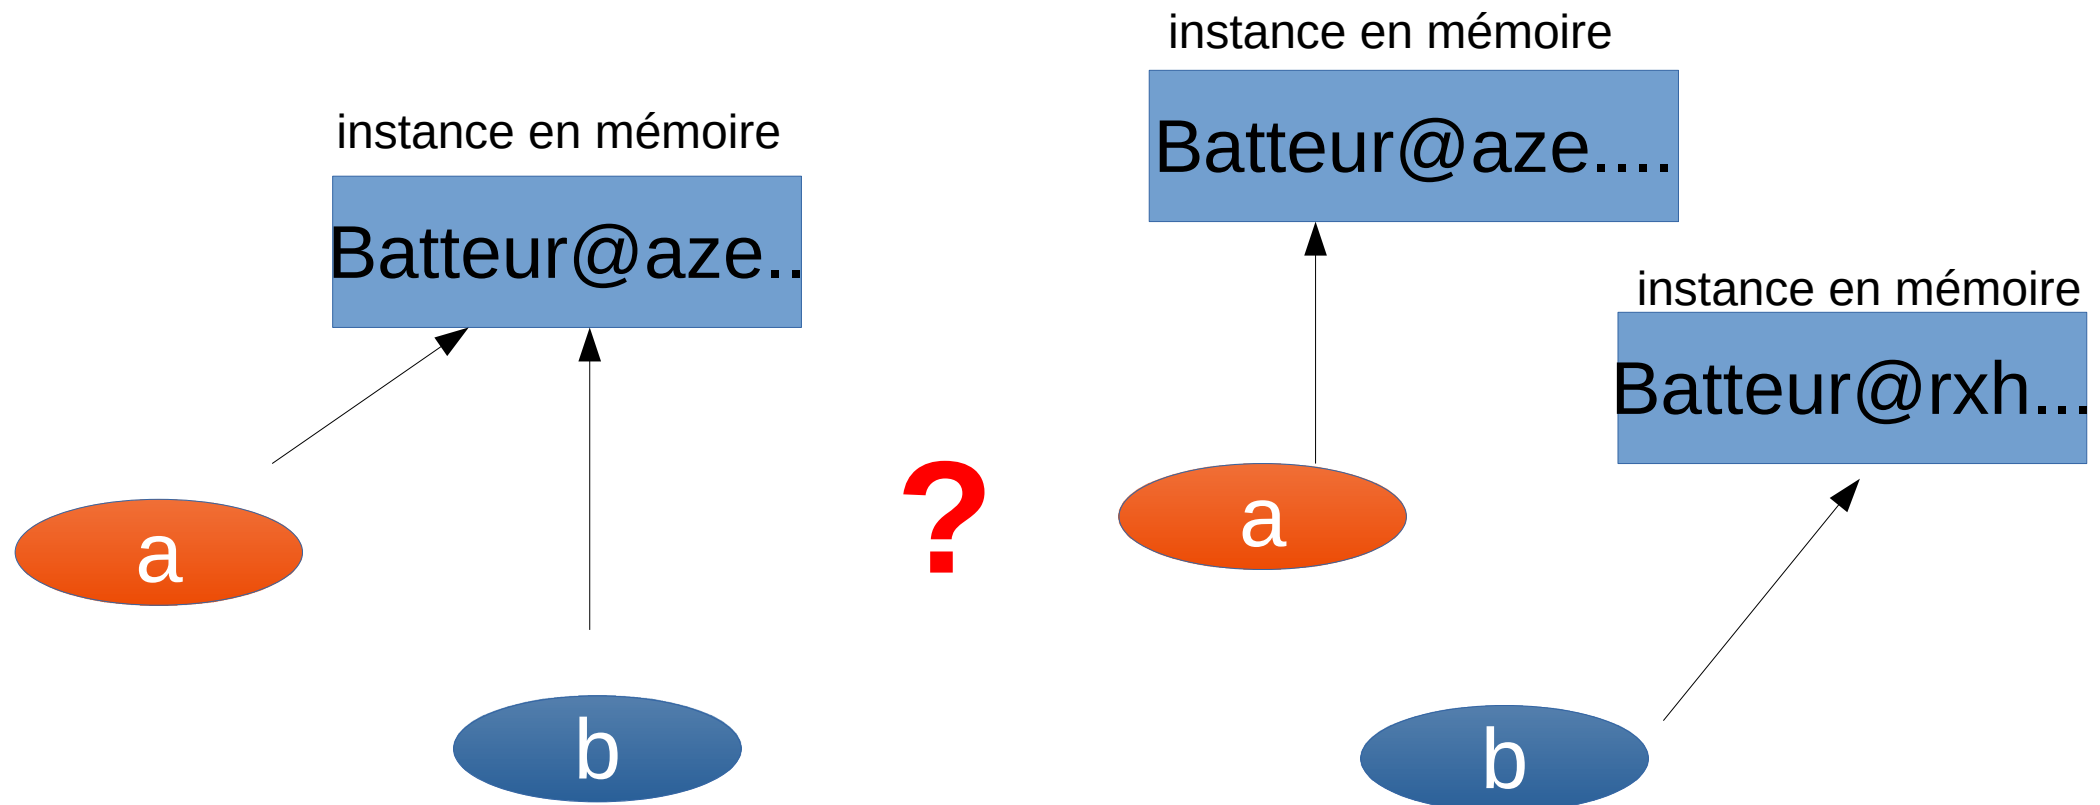 instance en mémoire
Batteur@aze..
a
b
?
instance en mémoire
Batteur@aze....
instance en mémoire
Batteur@rxh...
a
b